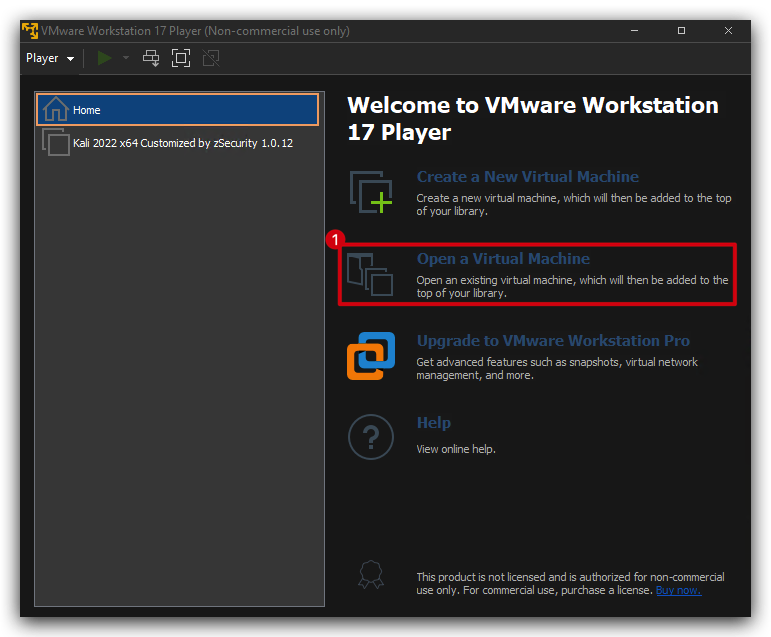 VMware Workstation 17 Player (Non-commercial use only)
Player
Home
Kali 2022 x64 Customized by zSecurity 1.0.12
Welcome to VMware Workstation
17 Player
Create a New Virtual Machine
Create a new virtual machine, which will then be added to the top
of your library.
1
Open a Virtual Machine
Open an existing virtual machine, which will then be added to the
top of your library.
Upgrade to VMware Workstation Pro
Get advanced features such as snapshots, virtual network
management, and more.
?
Help
View online help.
This product is not licensed and is authorized for non-commercial
use only. For commercial use, purchase a license. Buy now.